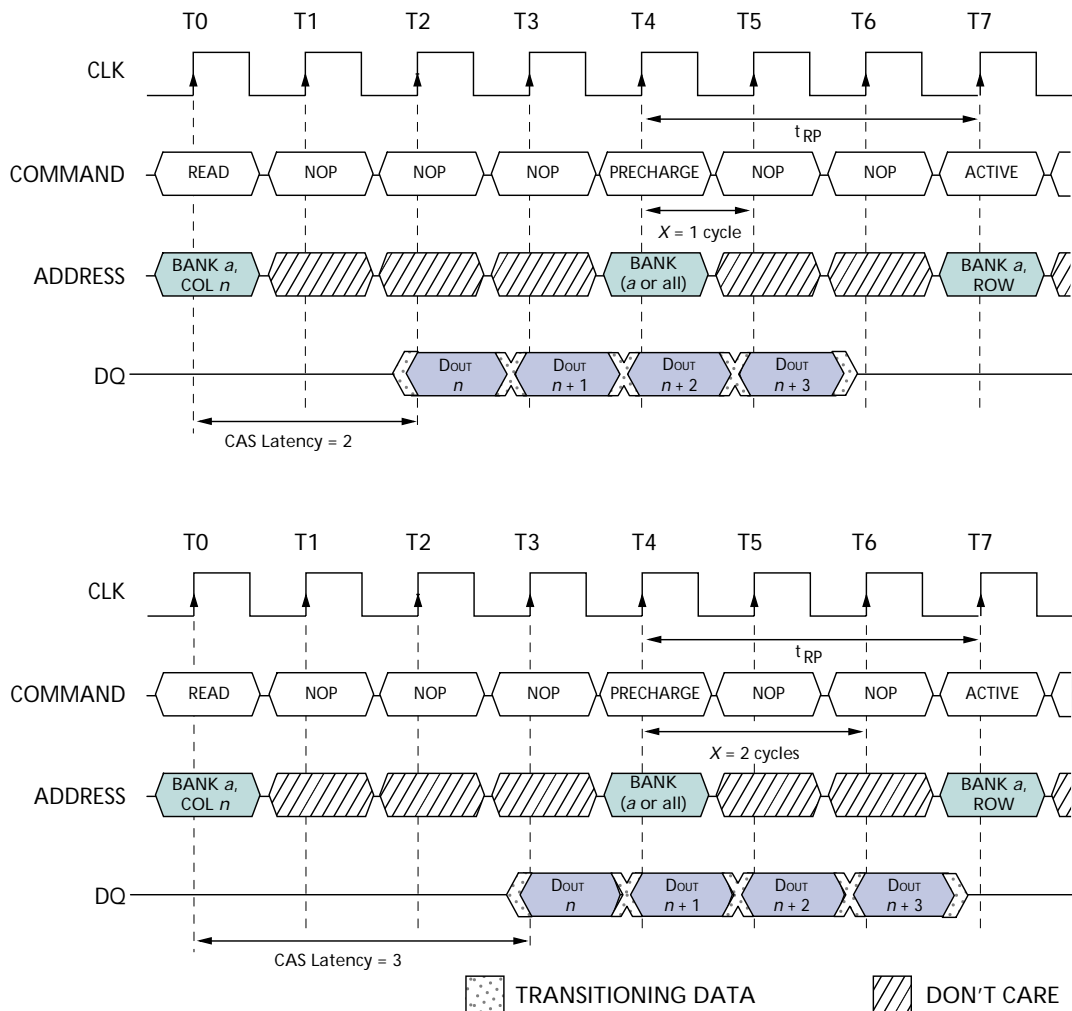 T0 T1 T2 T3 T4 T5 T6 T7
CLK
tRP
COMMAND READ NOP NOP NOP PRECHARGE NOP NOP ACTIVE
X = 1 cycle
ADDRESS BANK a, COL n BANK (a or all) BANK a, ROW
DQ DOUT n DOUT n + 1 DOUT n + 2 DOUT n + 3
CAS Latency = 2
T0 T1 T2 T3 T4 T5 T6 T7
CLK
tRP
COMMAND READ NOP NOP NOP PRECHARGE NOP NOP ACTIVE
X = 2 cycles
ADDRESS BANK a, COL n BANK (a or all) BANK a, ROW
DQ DOUT n DOUT n + 1 DOUT n + 2 DOUT n + 3
CAS Latency = 3
TRANSITIONING DATA DON'T CARE